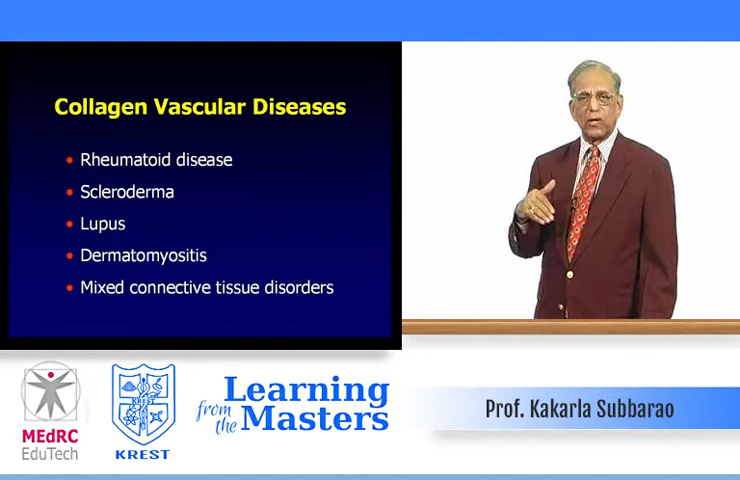 Collagen Vascular Diseases
• Rheumatoid disease
• Scleroderma
• Lupus
• Dermatomyositis
• Mixed connective tissue disorders
MEdRC
EduTech
KREST
KREST
Learning
from the
Masters
Prof. Kakarla Subbarao